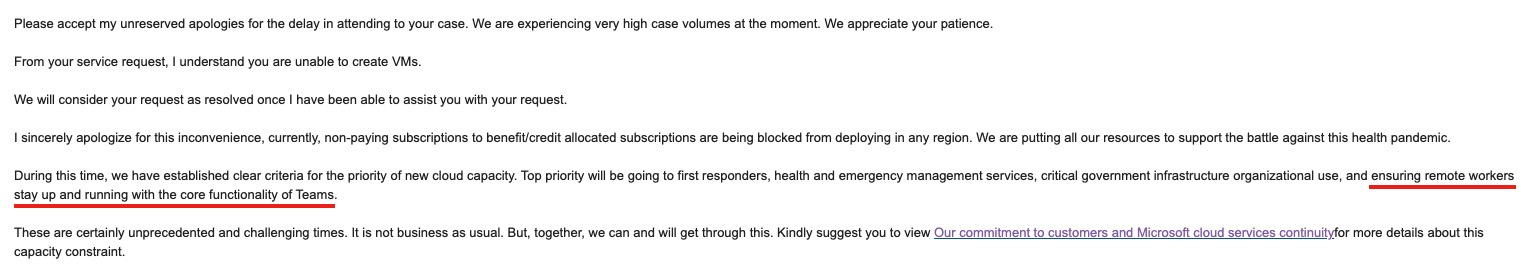 Please accept my unreserved apologies for the delay in attending to your case. We are experiencing very high case volumes at the moment. We appreciate your patience.
From your service request, I understand you are unable to create VMs.
We will consider your request as resolved once I have been able to assist you with your request.
I sincerely apologize for this inconvenience, currently, non-paying subscriptions to benefit/credit allocated subscriptions are being blocked from deploying in any region. We are putting all our resources to support the battle against this health pandemic.
During this time, we have established clear criteria for the priority of new cloud capacity. Top priority will be going to first responders, health and emergency management services, critical government infrastructure organizational use, and ensuring remote workers
stay up and running with the core functionality of Teams.
These are certainly unprecedented and challenging times. It is not business as usual. But, together, we can and will get through this. Kindly suggest you to view Our commitment to customers and Microsoft cloud services continuityfor more details about this
capacity constraint.